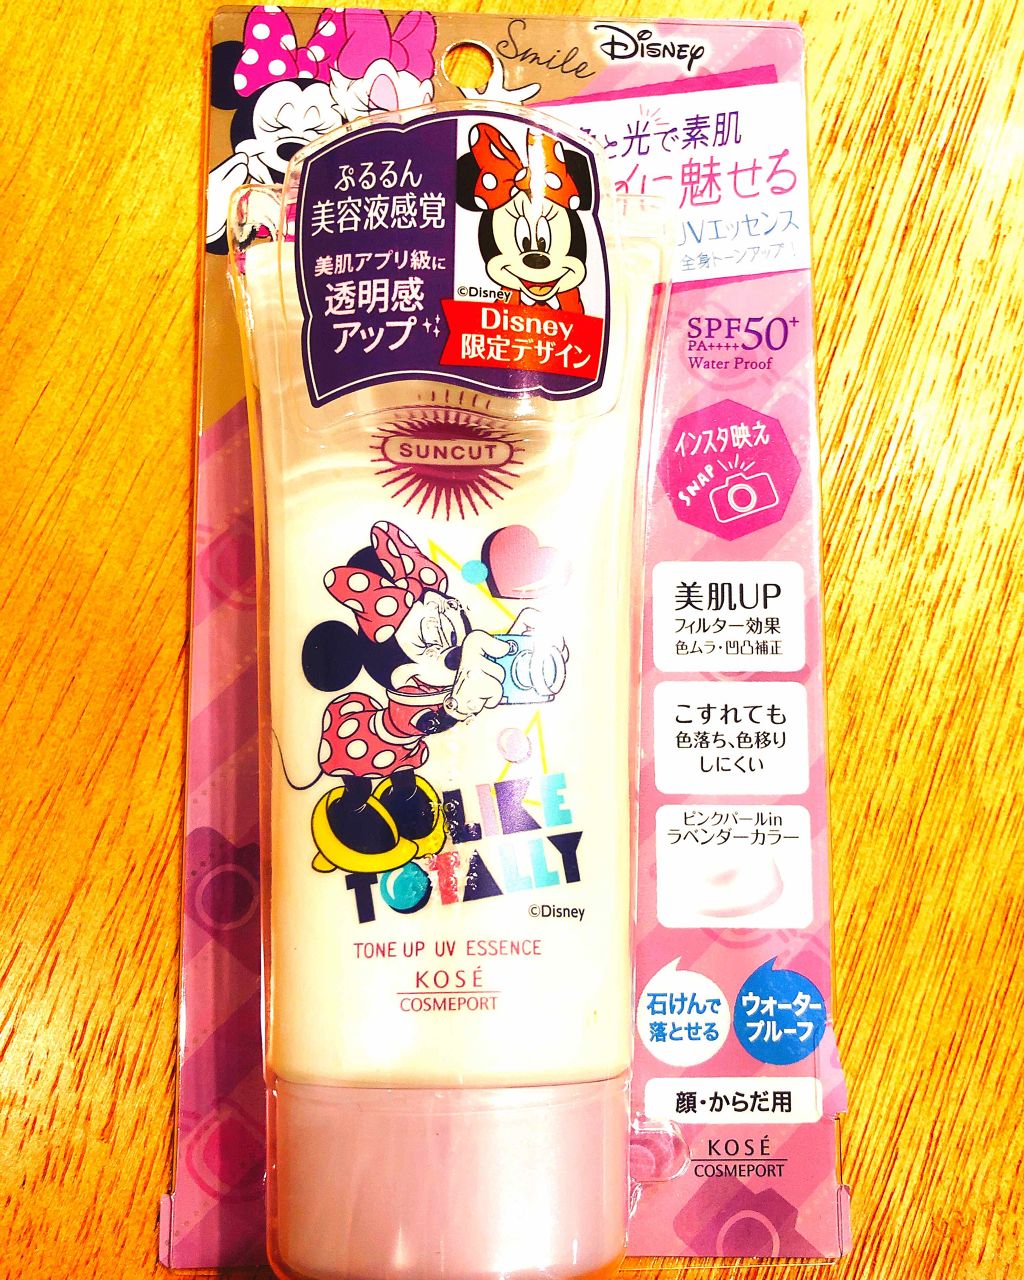 Smile Disney
と光で素肌
に魅せる
UVエッセンス
全身トーンアップ!
ぷるるん
美容液感覚
美肌アプリ級に
透明感
アップ
©Disney
Disney
限定デザイン
SPF50+
PA++++
Water Proof
SUNCUT
インスタ映え
SNAP
美肌UP
フィルター効果
色ムラ・凹凸補正
こすれても
色落ち、色移り
しにくい
ピンクパールin
ラベンダーカラー
LIKE
TOTALLY
©Disney
TONE UP UV ESSENCE
KOSÉ
COSMEPORT
石けんで
落とせる
ウォーター
プルーフ
顔・からだ用
KOSÉ
COSMEPORT